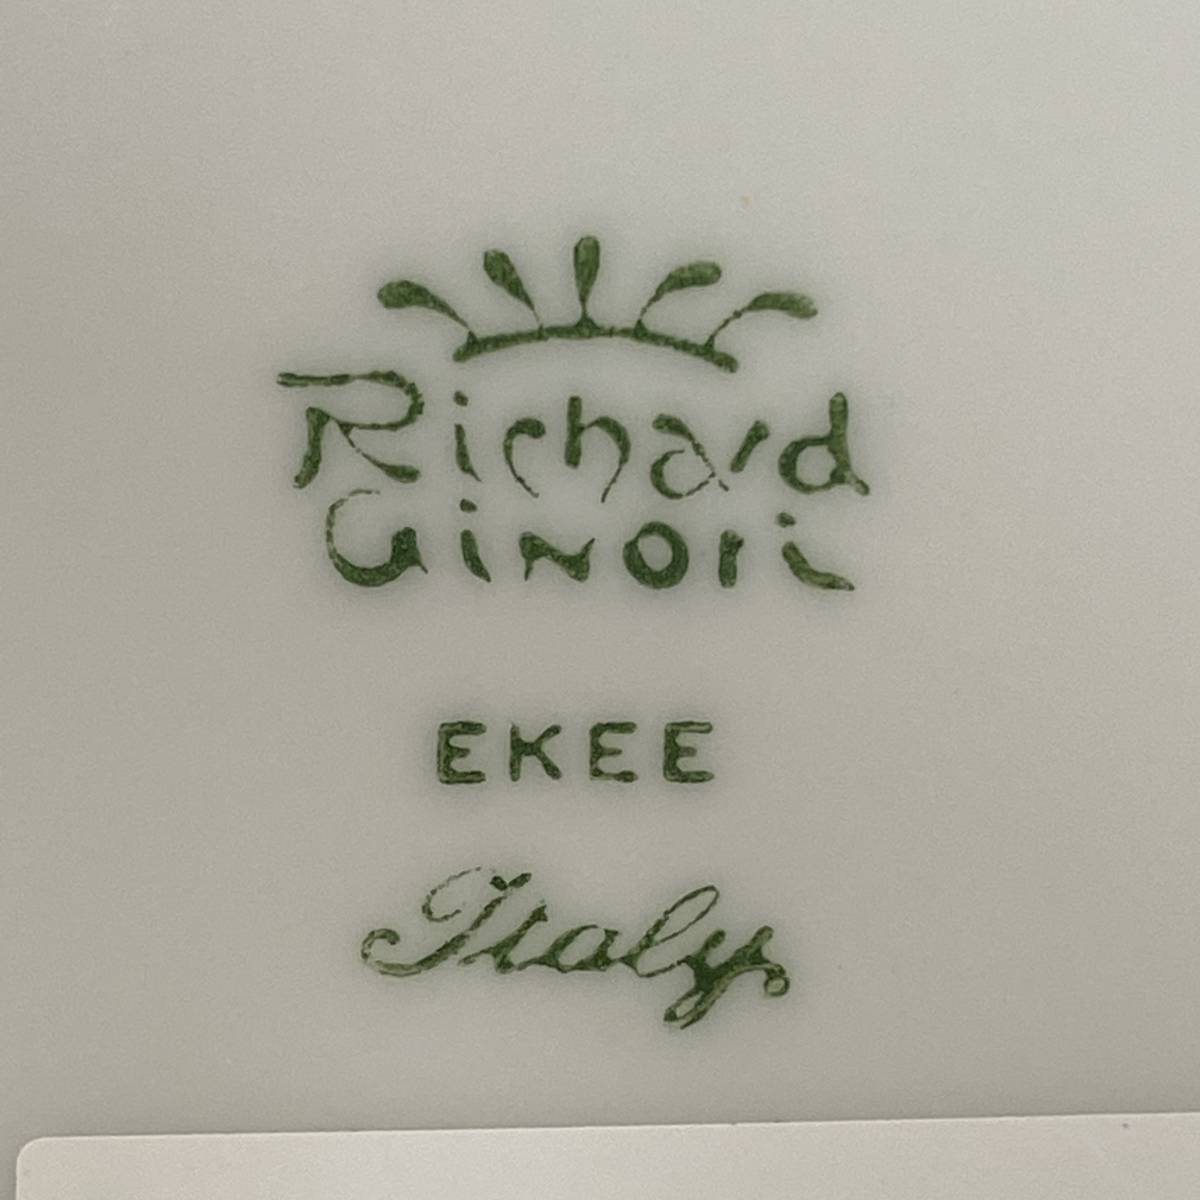 Richard
Ginori
EKEE
Italy